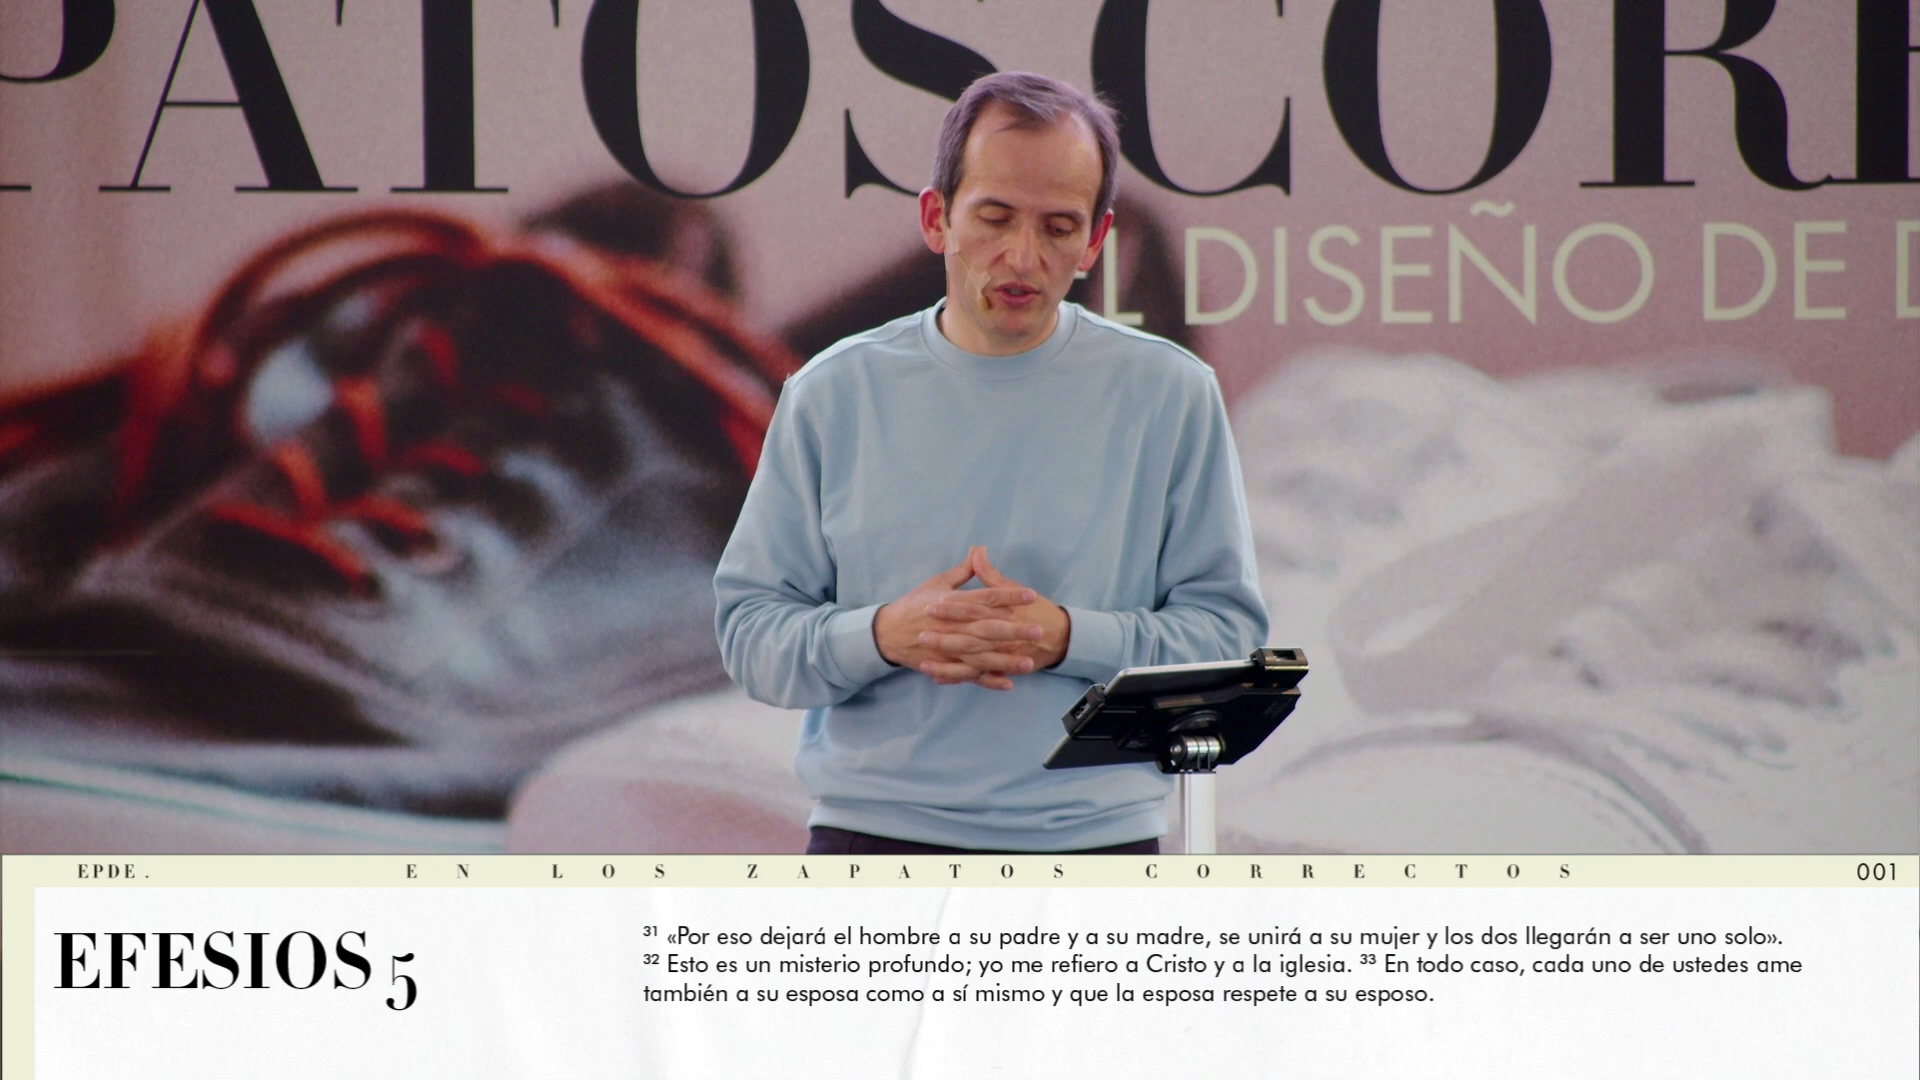 PATOS CORR
EL DISEÑO DE D
EPDE.
EN LOS ZAPATOS CORRECTOS
001
EFESIOS 5
³¹ «Por eso dejará el hombre a su padre y a su madre, se unirá a su mujer y los dos llegarán a ser uno solo».
³² Esto es un misterio profundo; yo me refiero a Cristo y a la iglesia. ³³ En todo caso, cada uno de ustedes ame
también a su esposa como a sí mismo y que la esposa respete a su esposo.